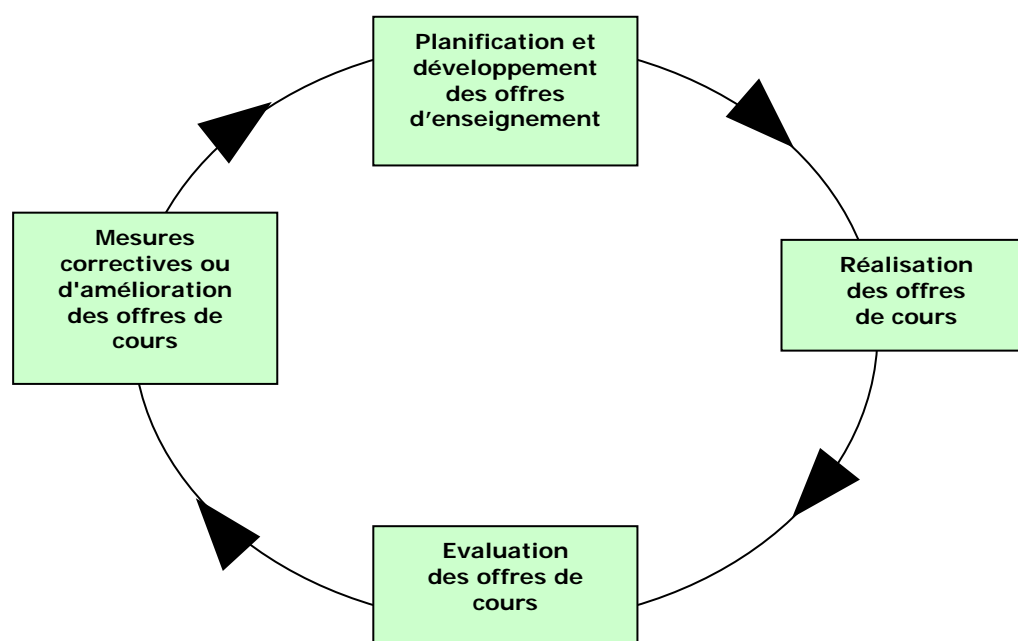 Planification et
développement
des offres
d'enseignement
Mesures
correctives ou
d'amélioration
des offres de
cours
Réalisation
des offres
de cours
Evaluation
des offres de
cours